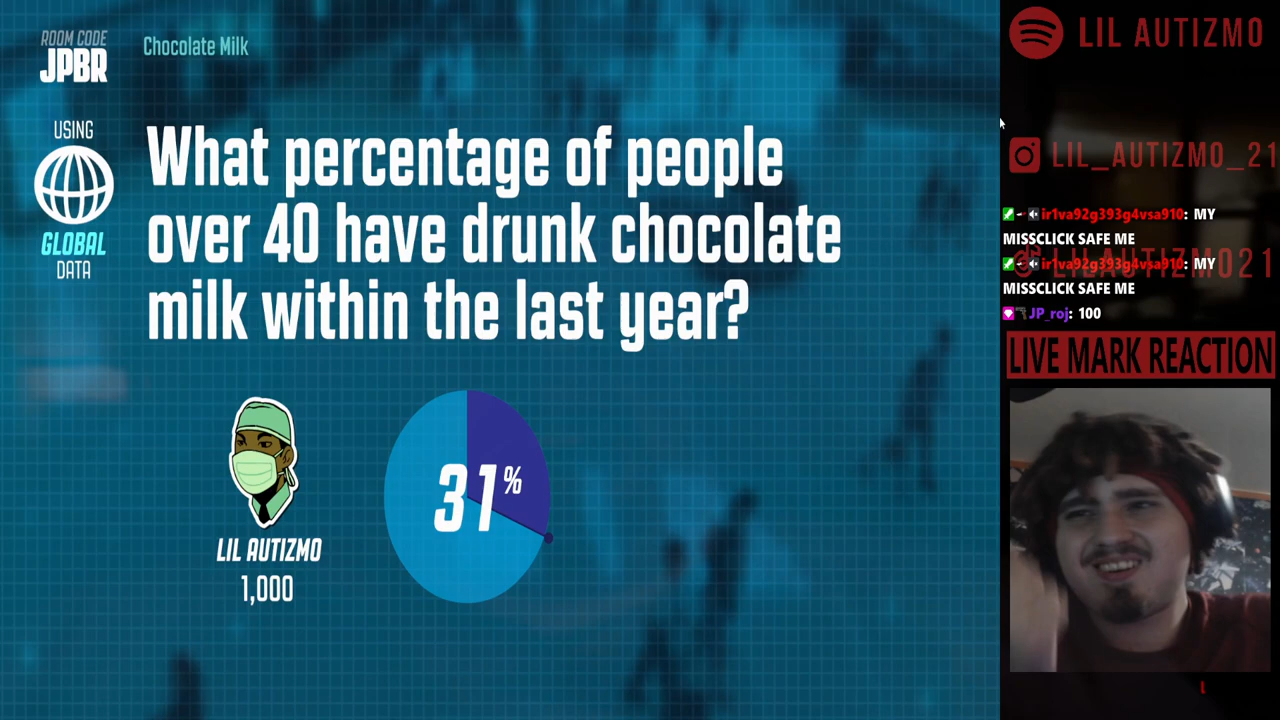 ROOM CODE
JPBR
Chocolate Milk
USING
GLOBAL
DATA
What percentage of people
over 40 have drunk chocolate
milk within the last year?
31%
LIL AUTIZMO
1,000
LIL AUTIZMO
LIL_AUTIZMO_21
ir1va92g393g4vsa910: MY
MISSCLICK SAFE ME
LILAUTIZMO21
ir1va92g393g4vsa910: MY
MISSCLICK SAFE ME
JP_roj: 100
LIVE MARK REACTION